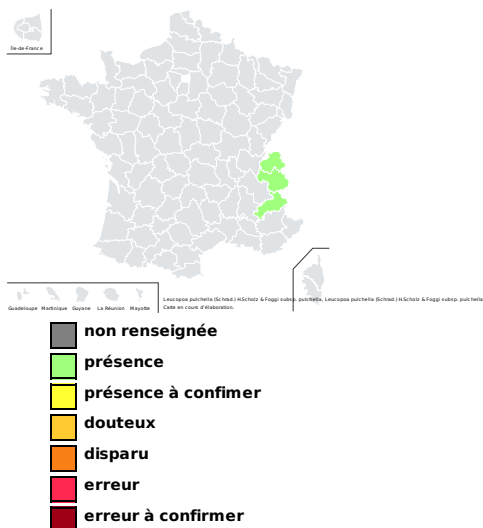 Île-de-France
Guadeloupe Martinique Guyane La Réunion Mayotte
Leucopoa pulchella (Schrad.) H.Scholz & Foggi subsp. pulchella, Leucopoa pulchella (Schrad.) H.Scholz & Foggi subsp. pulchella
Carte en cours d'élaboration.
non renseignée
présence
présence à confimer
douteux
disparu
erreur
erreur à confirmer